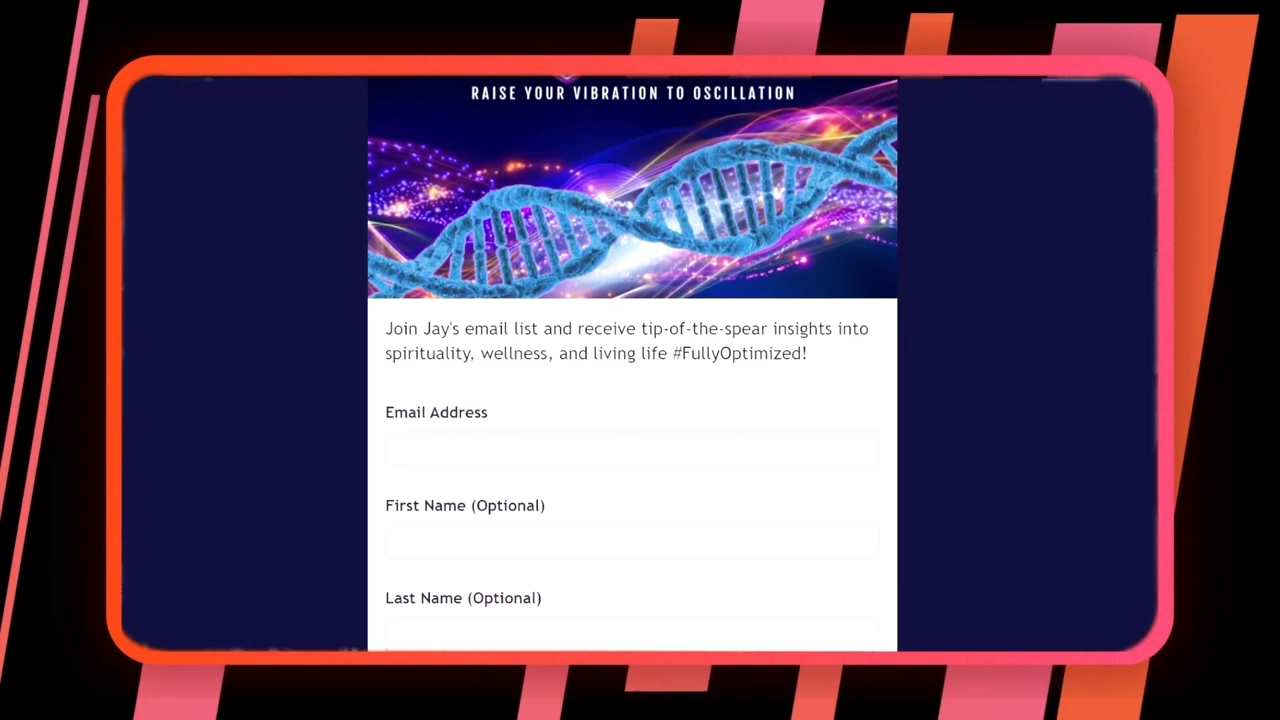 RAISE YOUR VIBRATION TO OSCILLATION
Join Jay's email list and receive tip-of-the-spear insights into
spirituality, wellness, and living life #FullyOptimized!
Email Address
First Name (Optional)
Last Name (Optional)